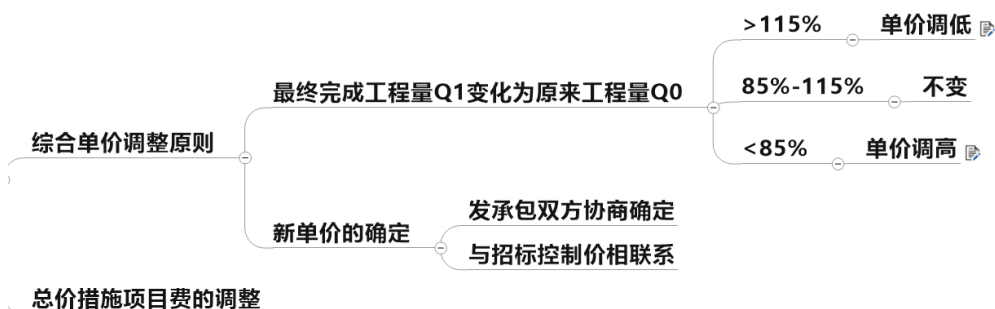 综合单价调整原则
最终完成工程量Q1变化为原来工程量Q0
>115%
单价调低
85%-115%
不变
<85%
单价调高
新单价的确定
发承包双方协商确定
与招标控制价相联系
总价措施项目费的调整